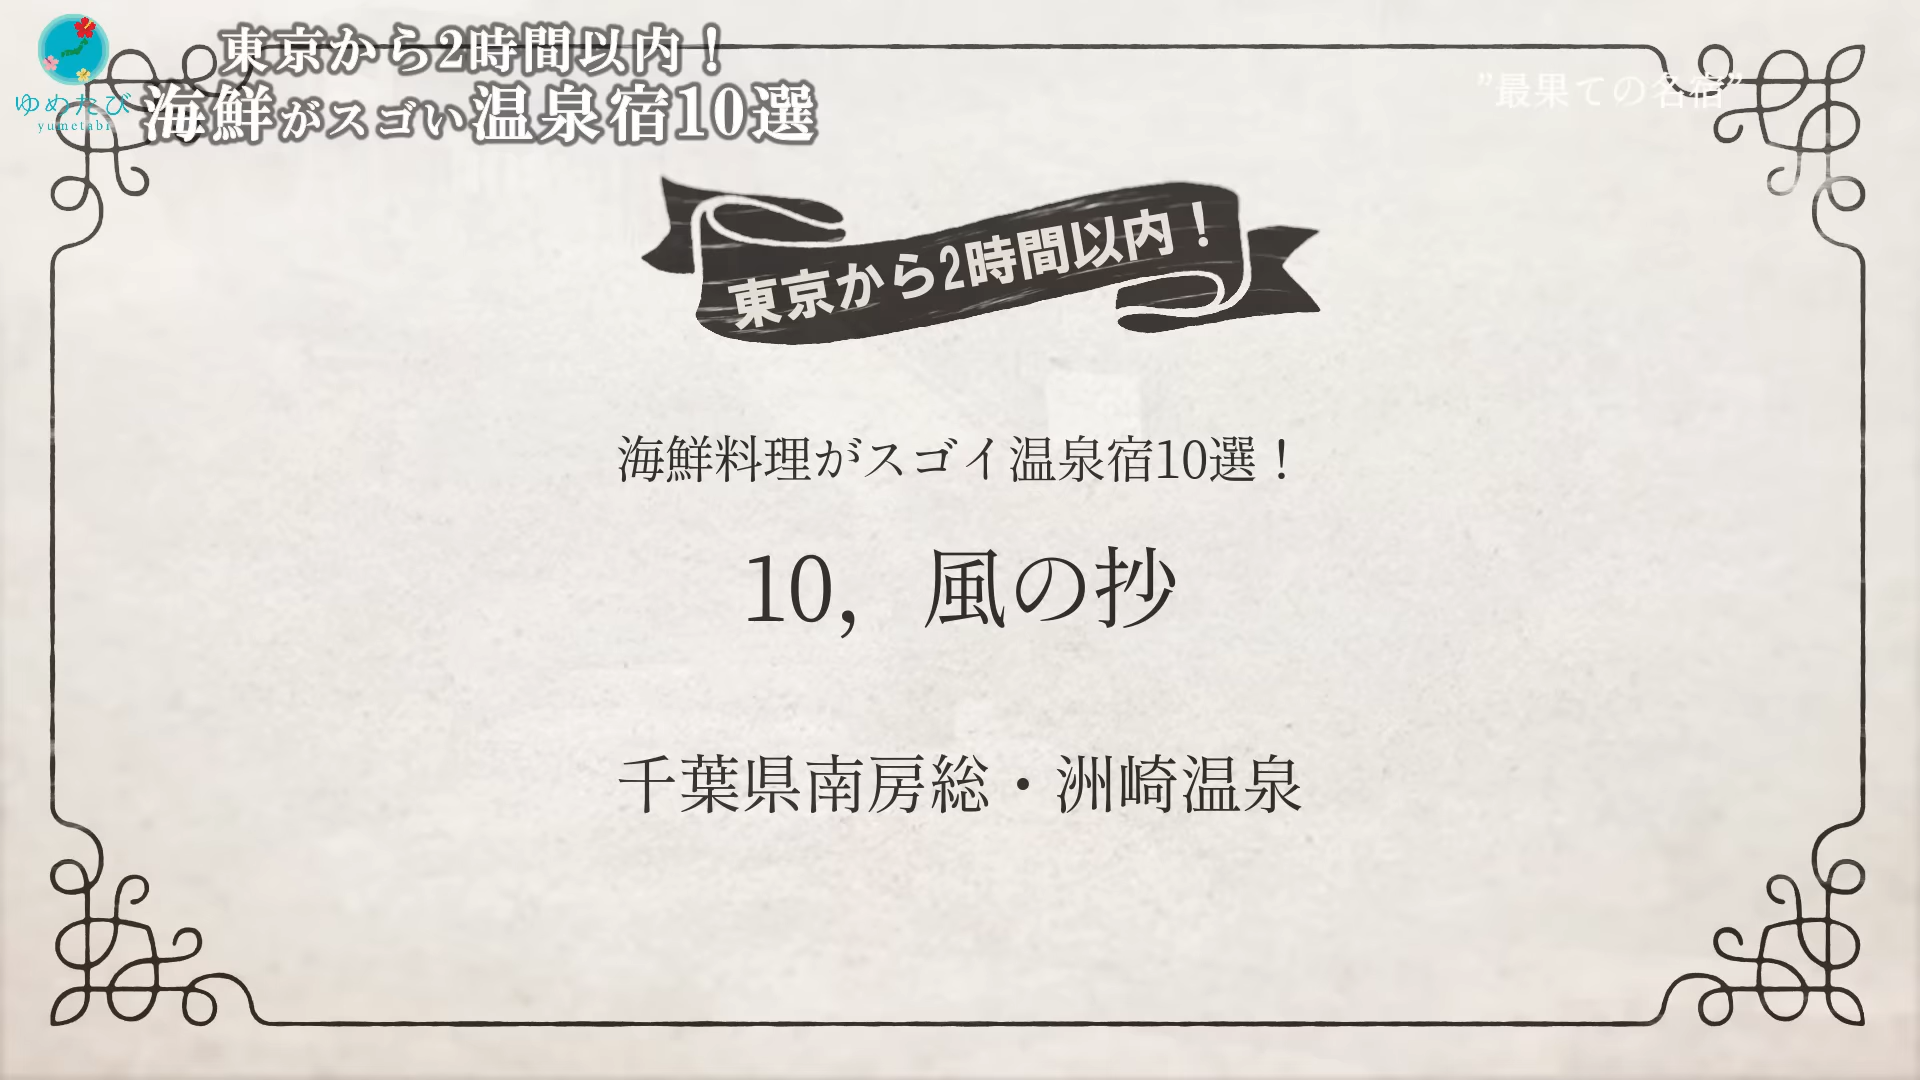 東京から2時間以内！
海鮮がスゴい温泉宿10選
ゆめたび
yumetabi
”最果ての名宿”
東京から2時間以内！
海鮮料理がスゴイ温泉宿10選！
10，風の抄
千葉県南房総・洲崎温泉